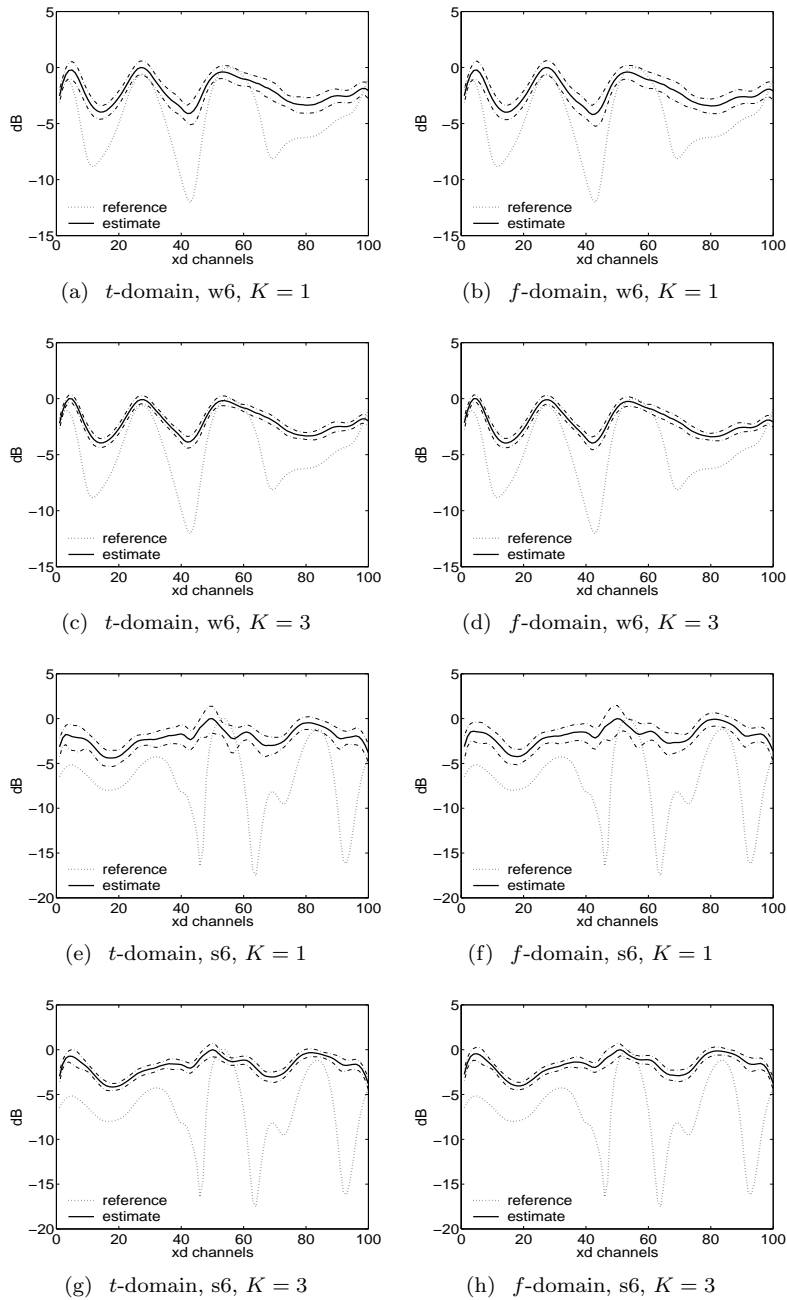 5
0
−5
−10
−15
dB
reference
estimate
0 20 40 60 80 100
xd channels
(a) t-domain, w6, K = 1
5
0
−5
−10
−15
dB
reference
estimate
0 20 40 60 80 100
xd channels
(b) f-domain, w6, K = 1
5
0
−5
−10
−15
dB
reference
estimate
0 20 40 60 80 100
xd channels
(c) t-domain, w6, K = 3
5
0
−5
−10
−15
dB
reference
estimate
0 20 40 60 80 100
xd channels
(d) f-domain, w6, K = 3
5
0
−5
−10
−15
−20
dB
reference
estimate
0 20 40 60 80 100
xd channels
(e) t-domain, s6, K = 1
5
0
−5
−10
−15
−20
dB
reference
estimate
0 20 40 60 80 100
xd channels
(f) f-domain, s6, K = 1
5
0
−5
−10
−15
−20
dB
reference
estimate
0 20 40 60 80 100
xd channels
(g) t-domain, s6, K = 3
5
0
−5
−10
−15
−20
dB
reference
estimate
0 20 40 60 80 100
xd channels
(h) f-domain, s6, K = 3